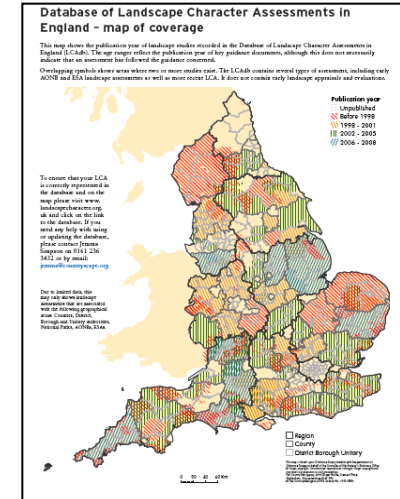 Database of Landscape Character Assessments in
England – map of coverage
This map shows the publication year of landscape studies recorded in the Database of Landscape Character Assessments in
England (LCAdb). The age ranges reflect the publication year of key guidance documents, although this does not necessarily
indicate that an assessment has followed the guidance concerned.
Overlapping symbols shows areas where two or more studies exist. The LCAdb contains several types of assessment, including early
AONB and ESA landscape assessments as well as more recent LCA. It does not contain early landscape appraisals and evaluations.
Publication year
Unpublished
Before 1998
1998 - 2001
2002 - 2005
2006 - 2008
To ensure that your LCA
is correctly represented in
the database and on the
map please visit www.
landscapecharacter.org.
uk and click on the link
to the database. If you
need any help with using
or updating the database,
please contact Jemma
Simpson on 0161 236
3432 or by email:
jemma@countryscape.org
Due to limited data, this
map only shows landscape
assessments that are associated
with the following geographical
areas: Counties, District,
Borough and Unitary authorities,
National Parks, AONBs, ESAs
Region
County
District Borough Unitary
0 20 40 60 Km